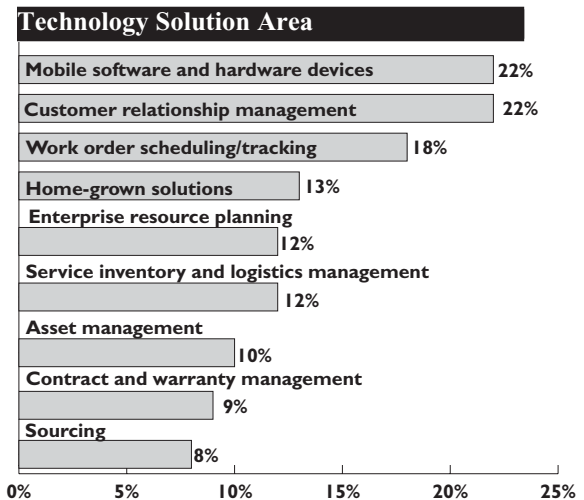 Technology Solution Area
Mobile software and hardware devices 22%
Customer relationship management 22%
Work order scheduling/tracking 18%
Home-grown solutions 13%
Enterprise resource planning
12%
Service inventory and logistics management
12%
Asset management
10%
Contract and warranty management
9%
Sourcing
8%
0% 5% 10% 15% 20% 25%